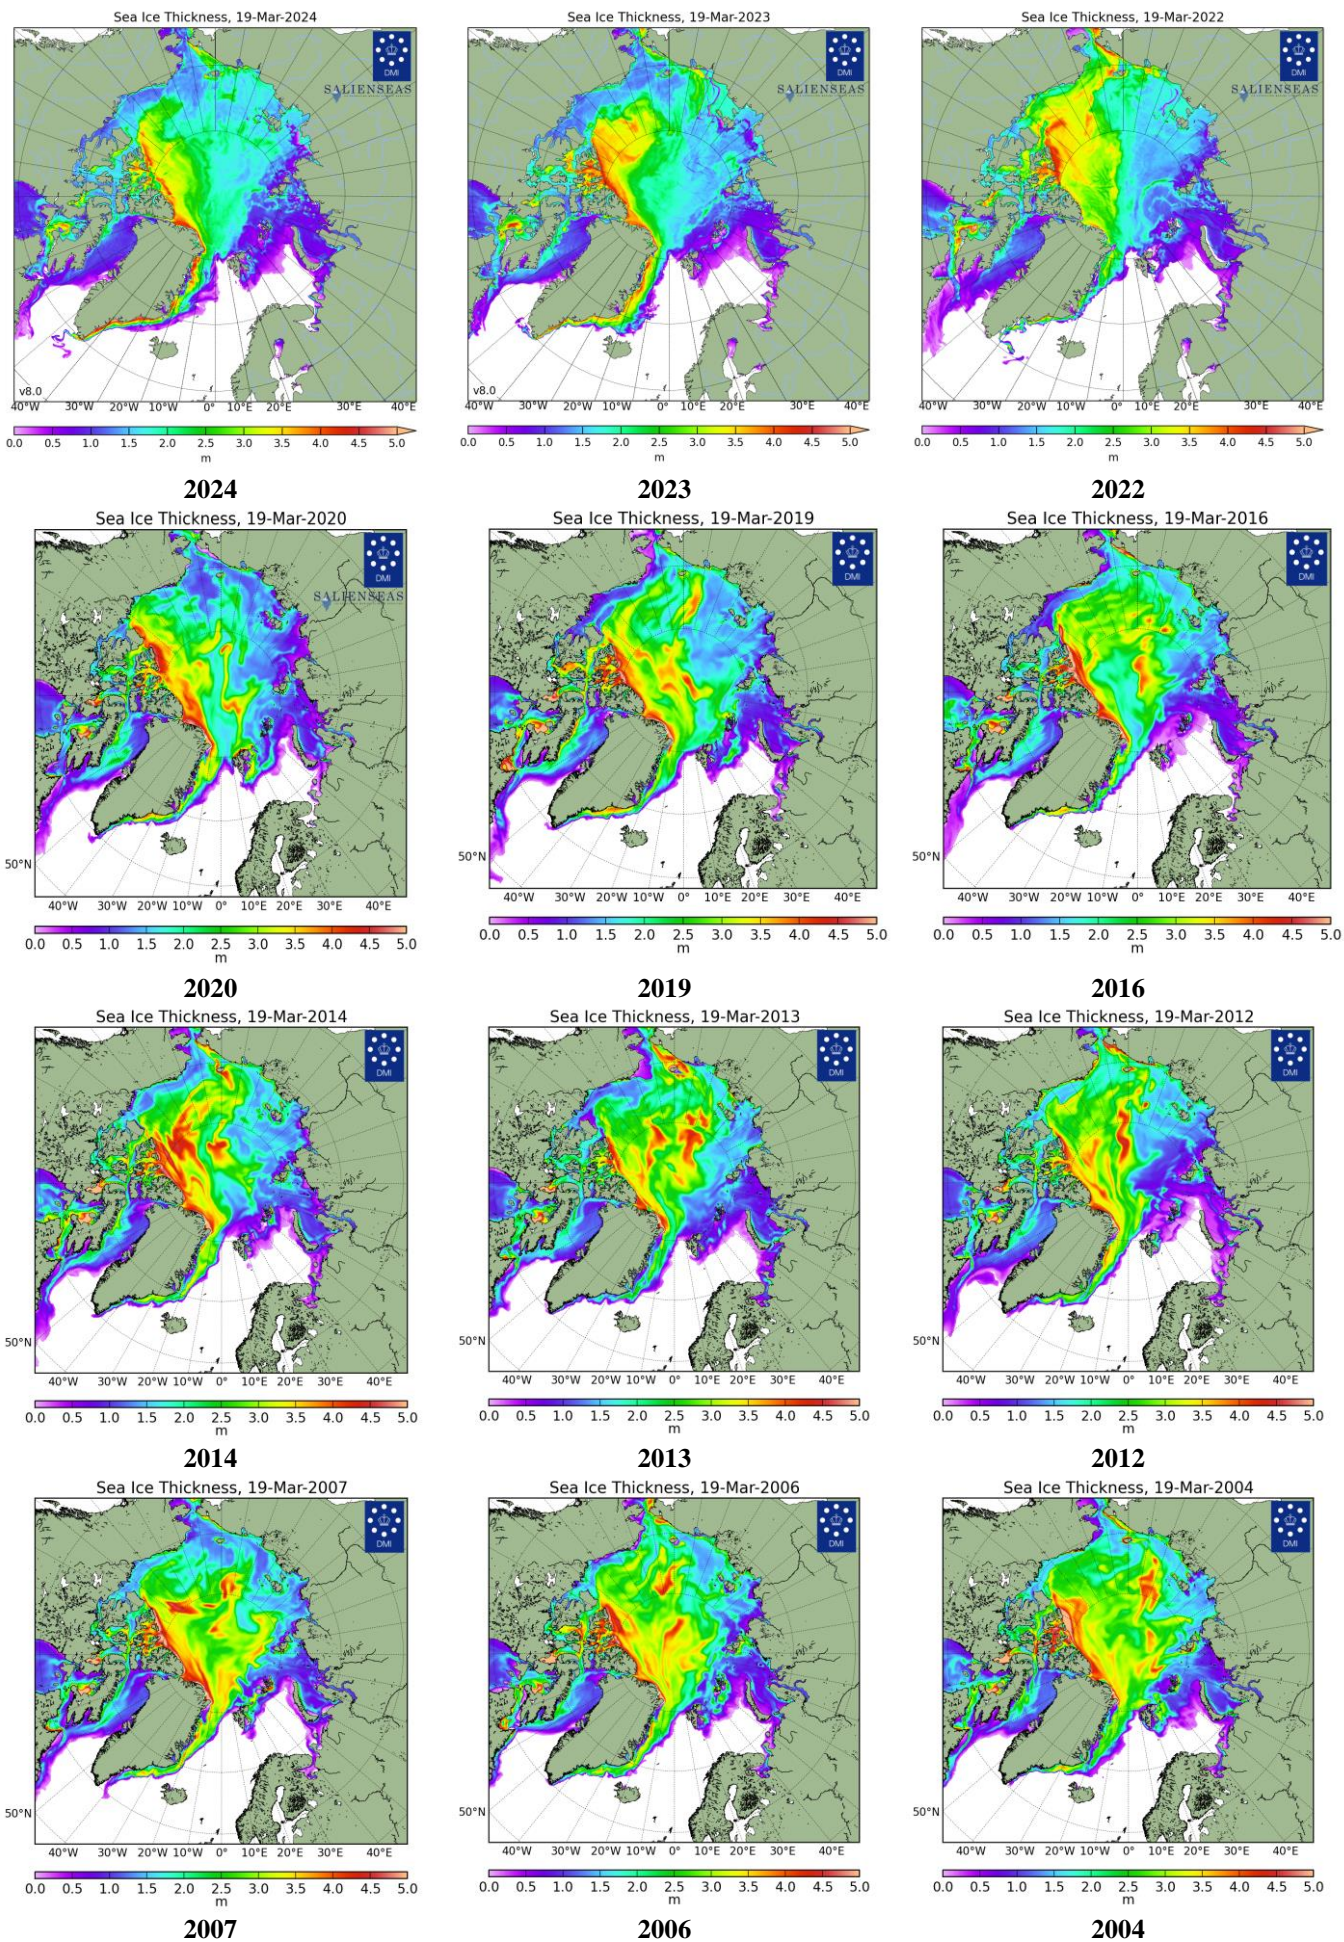 Sea Ice Thickness, 19-Mar-2024 Sea Ice Thickness, 19-Mar-2023 Sea Ice Thickness, 19-Mar-2022
DMI DMI DMI
SALIENSEAS SALIENSEAS SALIENSEAS
v8.0 v8.0
40°W 20°W 10°W 0° 10°E 20°E 30°E 40°E 40°W 20°W 10°W 0° 10°E 20°E 30°E 40°E 40°W 20°W 10°W 0° 10°E 20°E 30°E 40°E
0.0 0.5 1.0 1.5 2.0 2.5 3.0 3.5 4.0 4.5 5.0 0.0 0.5 1.0 1.5 2.0 2.5 3.0 3.5 4.0 4.5 5.0 0.0 0.5 1.0 1.5 2.0 2.5 3.0 3.5 4.0 4.5 5.0
m m m
2024 2023 2022
Sea Ice Thickness, 19-Mar-2020 Sea Ice Thickness, 19-Mar-2019 Sea Ice Thickness, 19-Mar-2016
DMI DMI DMI
SALIENSEAS
50°N 50°N 50°N
40°W 30°W 20°W 10°W 0° 10°E 20°E 30°E 40°E 40°W 30°W 20°W 10°W 0° 10°E 20°E 30°E 40°E 40°W 30°W 20°W 10°W 0° 10°E 20°E 30°E 40°E
0.0 0.5 1.0 1.5 2.0 2.5 3.0 3.5 4.0 4.5 5.0 0.0 0.5 1.0 1.5 2.0 2.5 3.0 3.5 4.0 4.5 5.0 0.0 0.5 1.0 1.5 2.0 2.5 3.0 3.5 4.0 4.5 5.0
m m m
2020 2019 2016
Sea Ice Thickness, 19-Mar-2014 Sea Ice Thickness, 19-Mar-2013 Sea Ice Thickness, 19-Mar-2012
DMI DMI DMI
50°N 50°N 50°N
40°W 30°W 20°W 10°W 0° 10°E 20°E 30°E 40°E 40°W 30°W 20°W 10°W 0° 10°E 20°E 30°E 40°E 40°W 30°W 20°W 10°W 0° 10°E 20°E 30°E 40°E
0.0 0.5 1.0 1.5 2.0 2.5 3.0 3.5 4.0 4.5 5.0 0.0 0.5 1.0 1.5 2.0 2.5 3.0 3.5 4.0 4.5 5.0 0.0 0.5 1.0 1.5 2.0 2.5 3.0 3.5 4.0 4.5 5.0
m m m
2014 2013 2012
Sea Ice Thickness, 19-Mar-2007 Sea Ice Thickness, 19-Mar-2006 Sea Ice Thickness, 19-Mar-2004
DMI DMI DMI
50°N 50°N 50°N
40°W 30°W 20°W 10°W 0° 10°E 20°E 30°E 40°E 40°W 30°W 20°W 10°W 0° 10°E 20°E 30°E 40°E 40°W 30°W 20°W 10°W 0° 10°E 20°E 30°E 40°E
0.0 0.5 1.0 1.5 2.0 2.5 3.0 3.5 4.0 4.5 5.0 0.0 0.5 1.0 1.5 2.0 2.5 3.0 3.5 4.0 4.5 5.0 0.0 0.5 1.0 1.5 2.0 2.5 3.0 3.5 4.0 4.5 5.0
m m m
2007 2006 2004